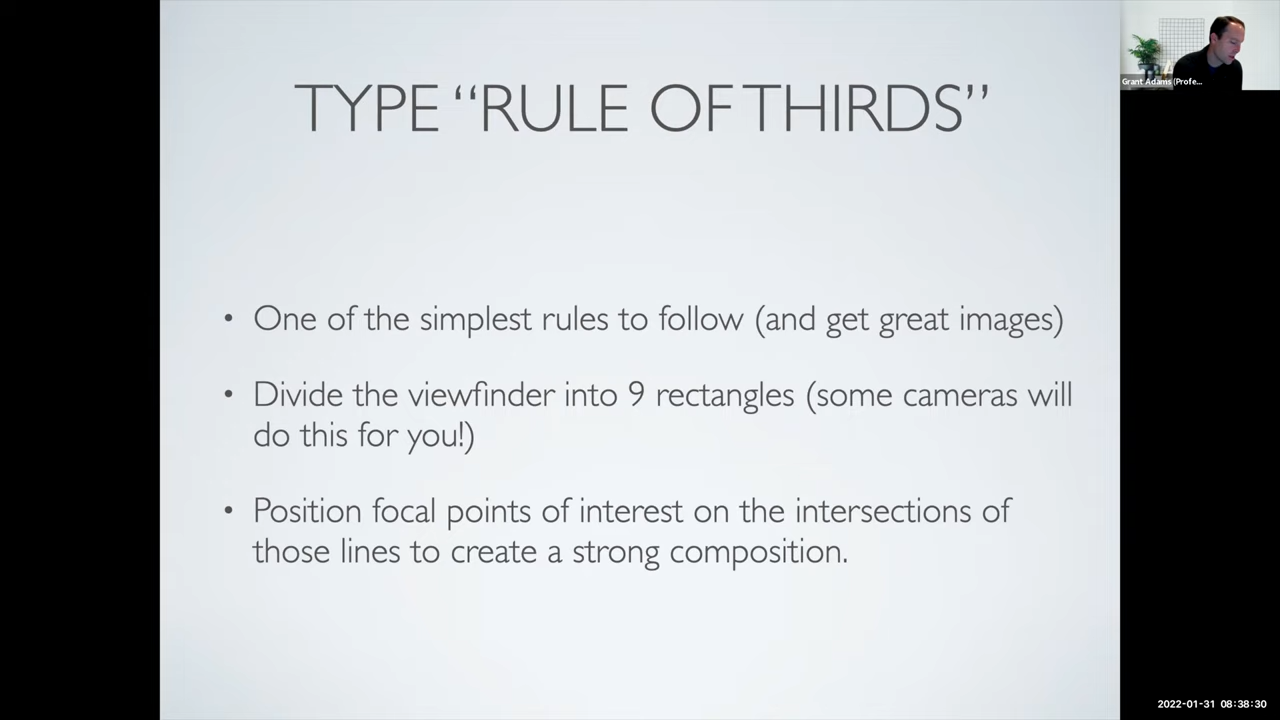 TYPE “RULE OF THIRDS”
• One of the simplest rules to follow (and get great images)
• Divide the viewfinder into 9 rectangles (some cameras will
do this for you!)
• Position focal points of interest on the intersections of
those lines to create a strong composition.
Grant Adams (Profe...
2022-01-31 08:38:30